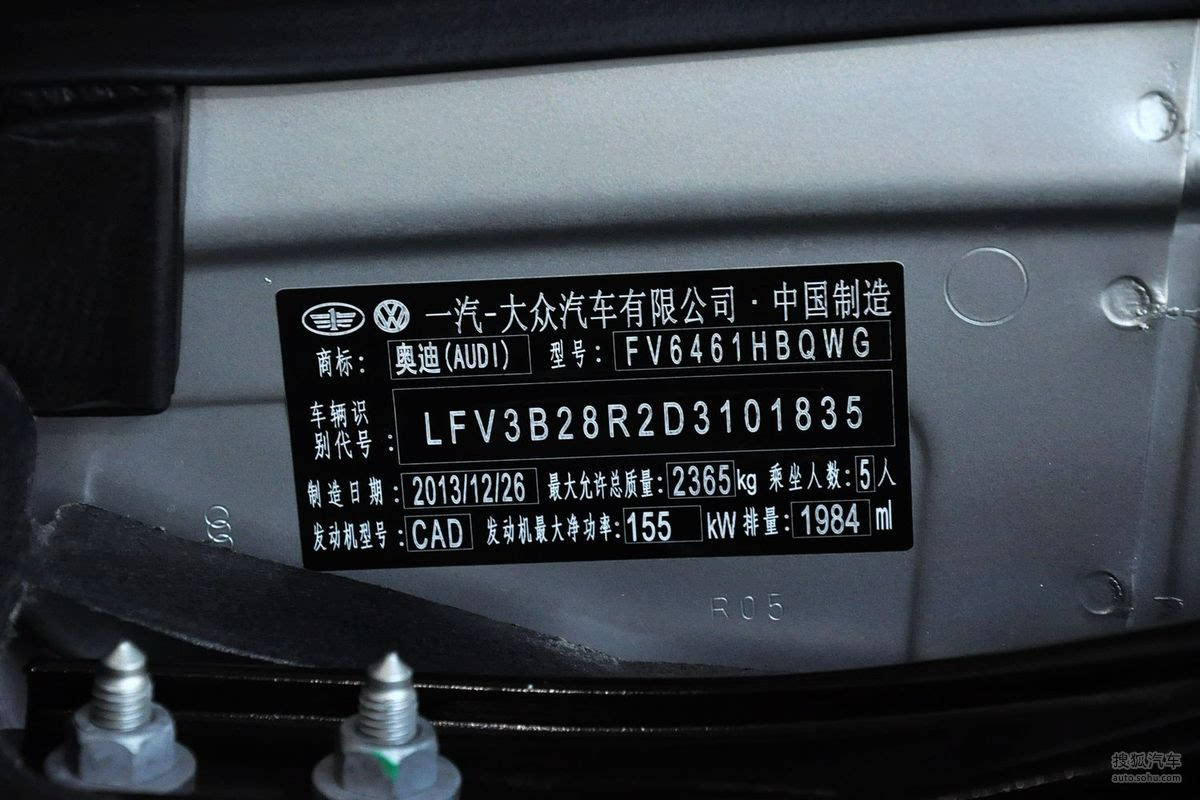 一汽-大众汽车有限公司·中国制造
商标: 奥迪(AUDI) 型号: FV6461HBQWG
车辆识
别代号: LFV3B28R2D3101835
制造日期: 2013/12/26 最大允许总质量: 2365kg 乘坐人数: 5人
发动机型号: CAD 发动机最大净功率: 155 kW 排量: 1984 ml
R05
搜狐汽车
auto.sohu.com